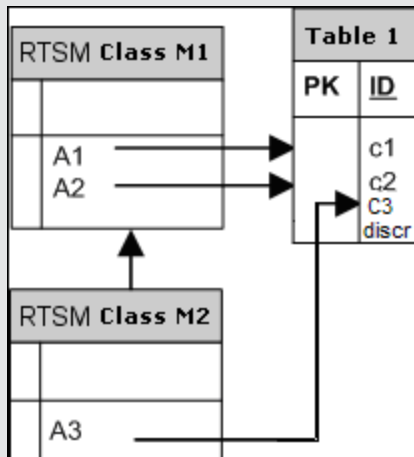 RTSM Class M1
A1
A2
Table 1
PK ID
c1
c2
C3
discr
RTSM Class M2
A3